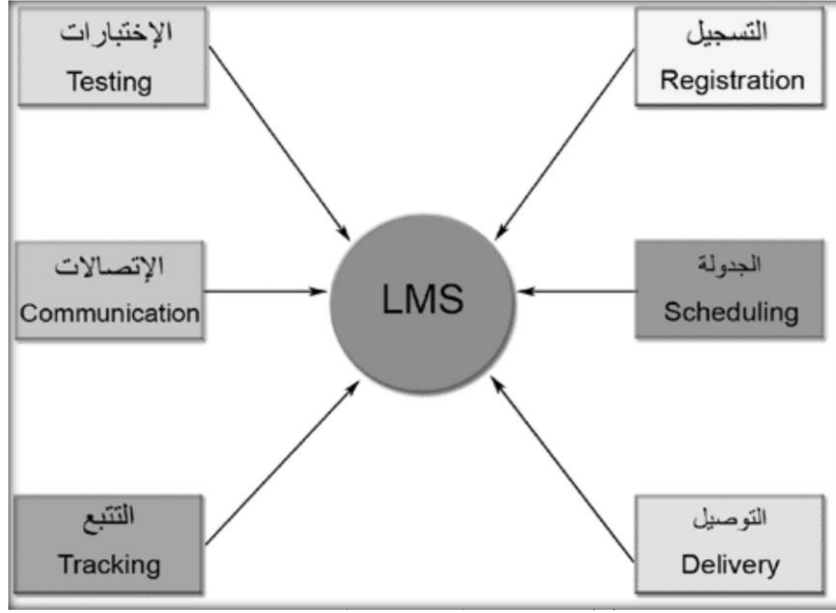 الإختبارات
Testing
التسجيل
Registration
الإتصالات
Communication
LMS
الجدولة
Scheduling
التتبع
Tracking
التوصيل
Delivery